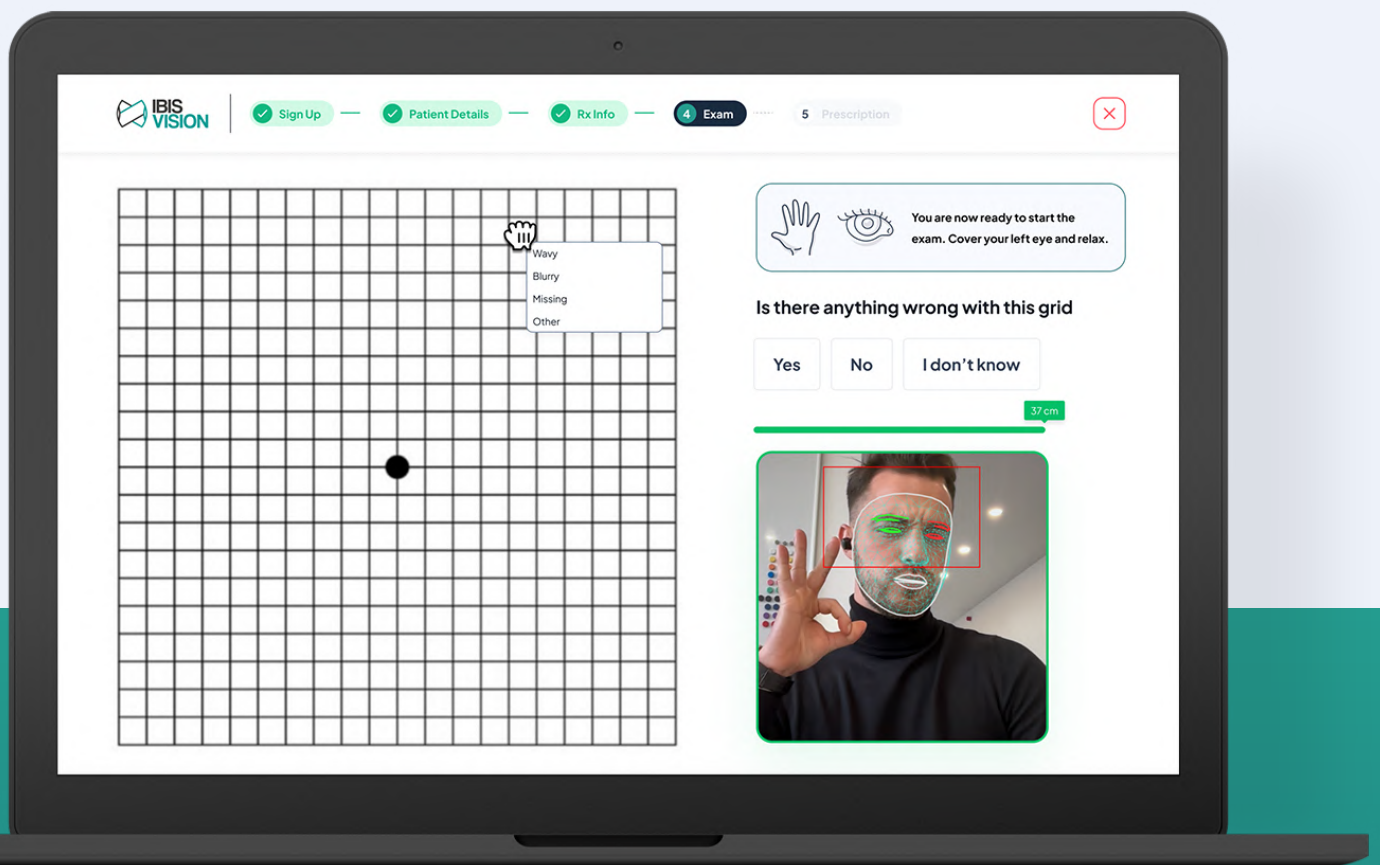 IBIS
VISION
Sign Up
Patient Details
Rx Info
4 Exam
5 Prescription
Wavy
Blurry
Missing
Other
You are now ready to start the
exam. Cover your left eye and relax.
Is there anything wrong with this grid
Yes
No
I don't know
37 cm